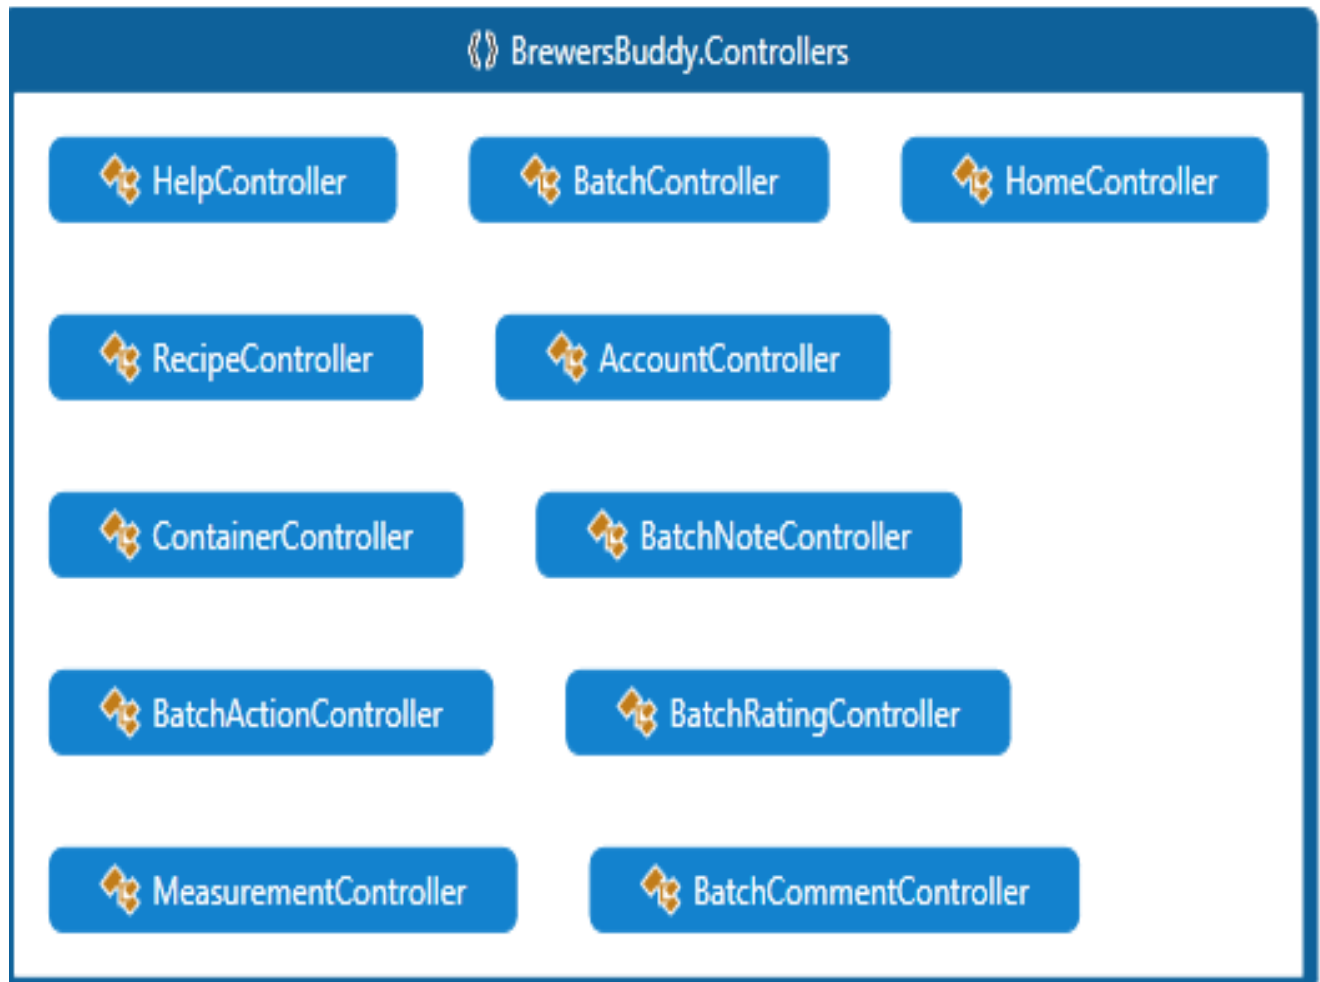 BrewersBuddy.Controllers
HelpController BatchController HomeController
RecipeController AccountController
ContainerController BatchNoteController
BatchActionController BatchRatingController
MeasurementController BatchCommentController